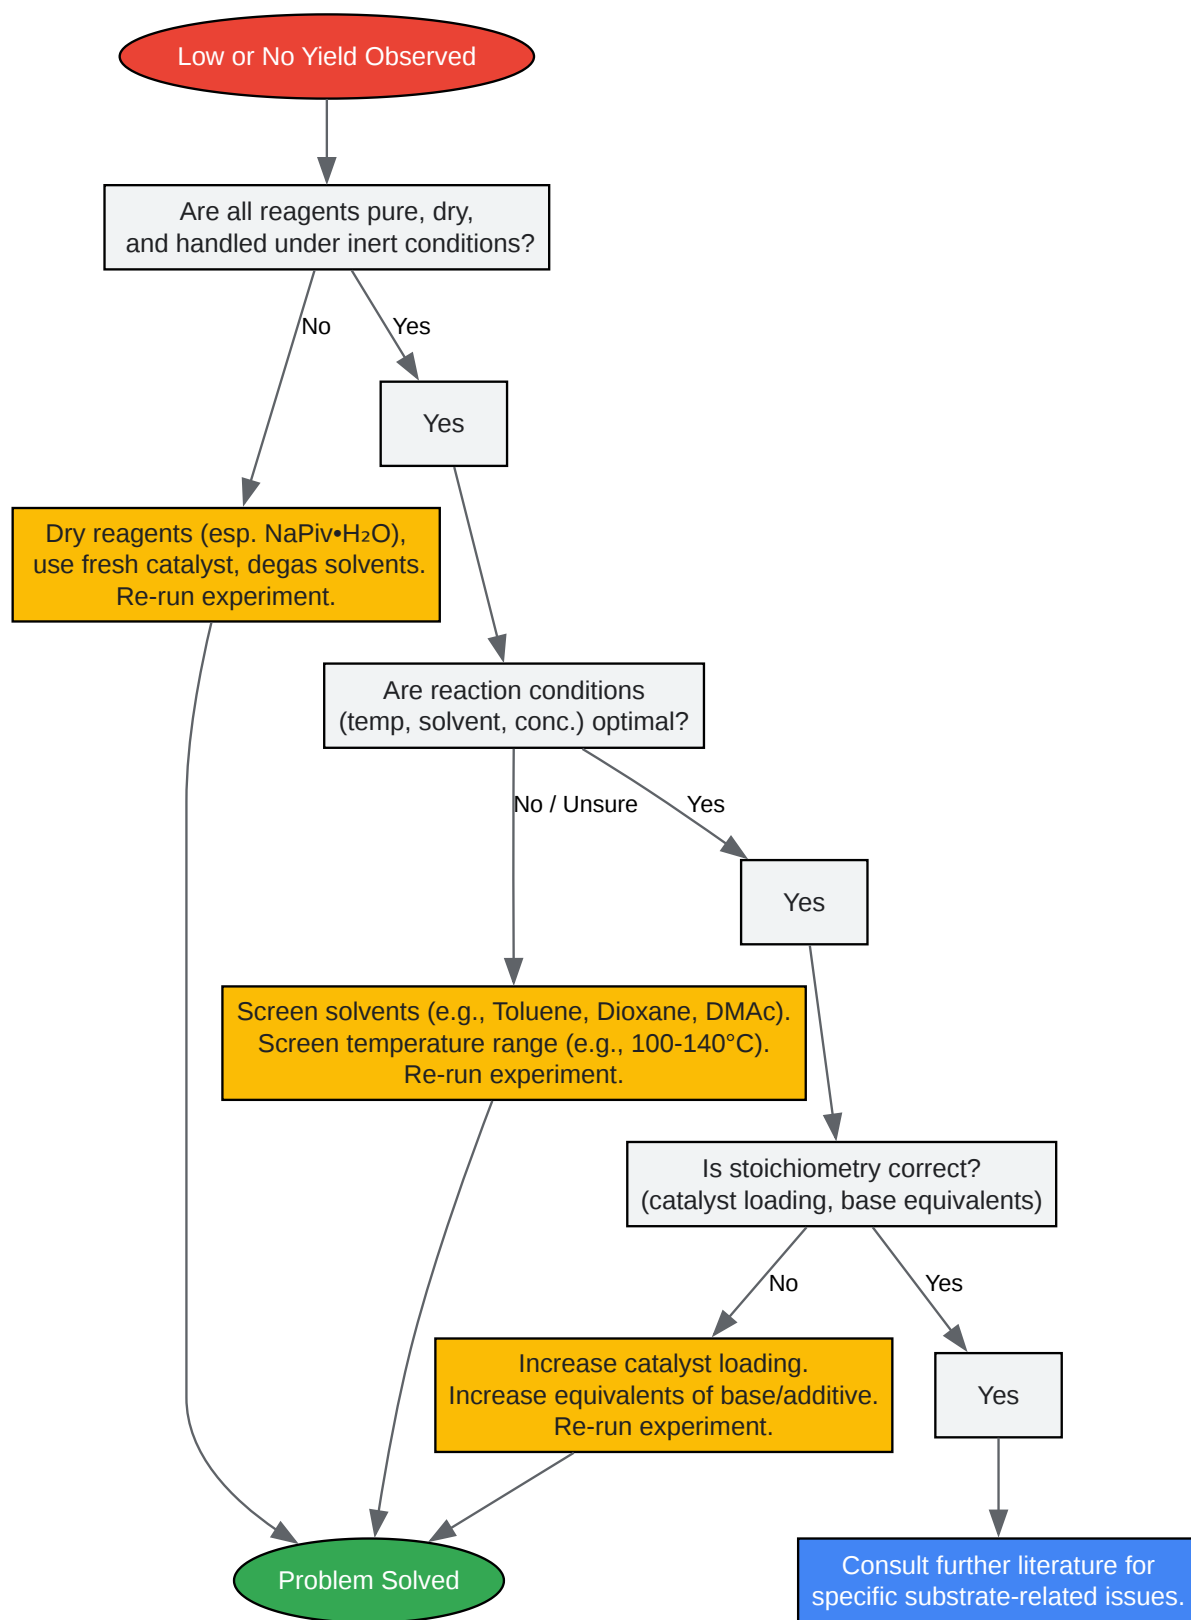 Low or No Yield Observed
Are all reagents pure, dry,
and handled under inert conditions?
No
Yes
Yes
Dry reagents (esp. NaPiv•H₂O),
use fresh catalyst, degas solvents.
Re-run experiment.
Are reaction conditions
(temp, solvent, conc.) optimal?
No / Unsure
Yes
Yes
Screen solvents (e.g., Toluene, Dioxane, DMAc).
Screen temperature range (e.g., 100-140°C).
Re-run experiment.
Is stoichiometry correct?
(catalyst loading, base equivalents)
No
Yes
Increase catalyst loading.
Increase equivalents of base/additive.
Re-run experiment.
Yes
Problem Solved
Consult further literature for
specific substrate-related issues.